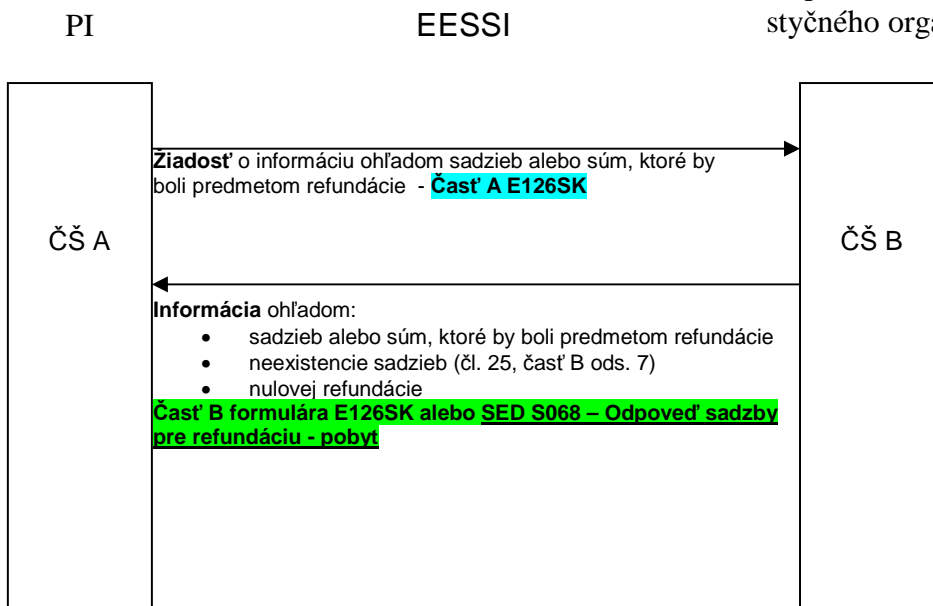 PI EESSI styčného
Žiadosť o informáciu ohľadom sadzieb alebo súm, ktoré by
boli predmetom refundácie - Časť A E126SK
ČŠ A ČŠ B
Informácia ohľadom:
• sadzieb alebo súm, ktoré by boli predmetom refundácie
• neexistencie sadzieb (čl. 25, časť B ods. 7)
• nulovej refundácie
Časť B formulára E126SK alebo SED S068 – Odpoveď sadzby
pre refundáciu - pobyt